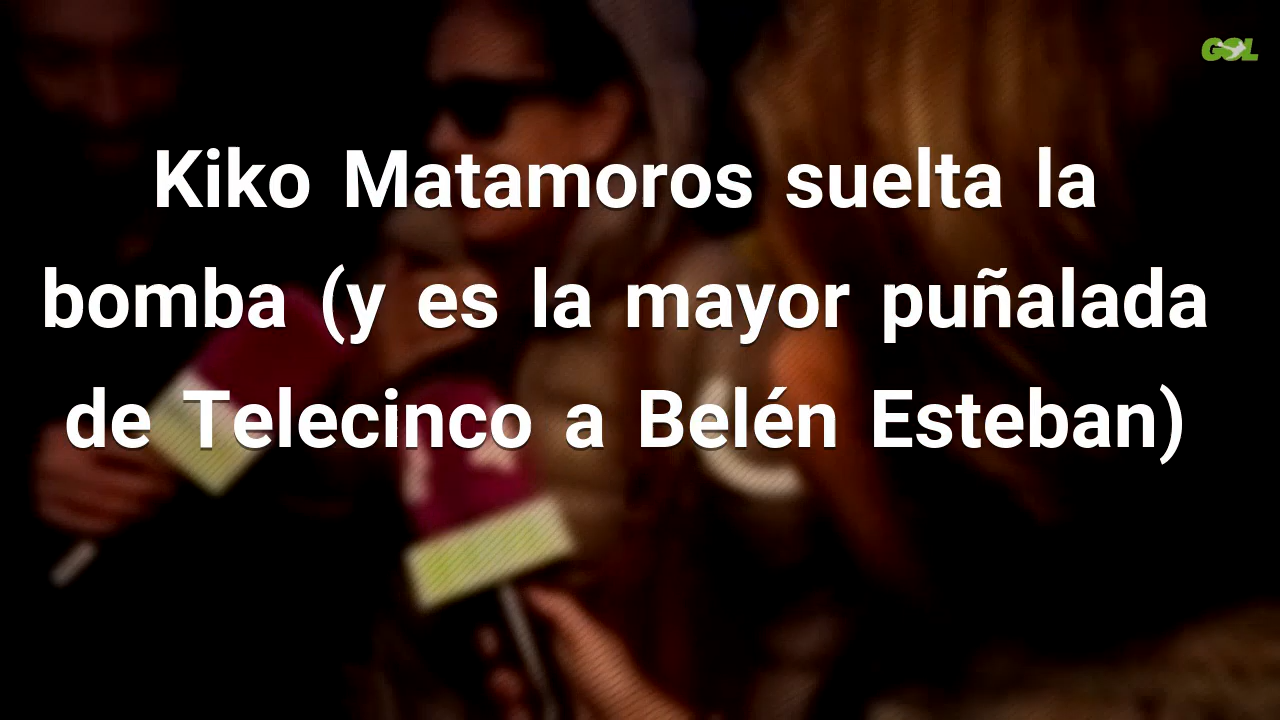 GOL
Kiko Matamoros suelta la
bomba (y es la mayor puñalada
de Telecinco a Belén Esteban)